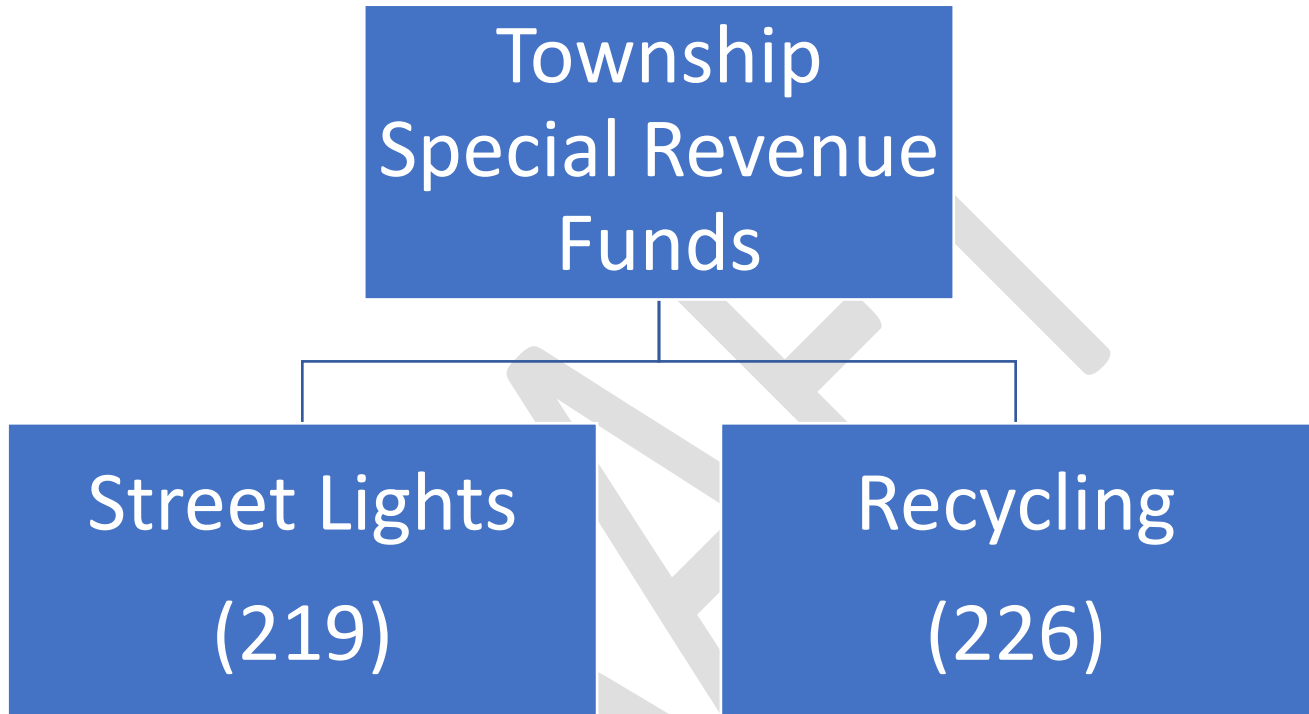 Township
Special Revenue
Funds
Street Lights
(219)
Recycling
(226)